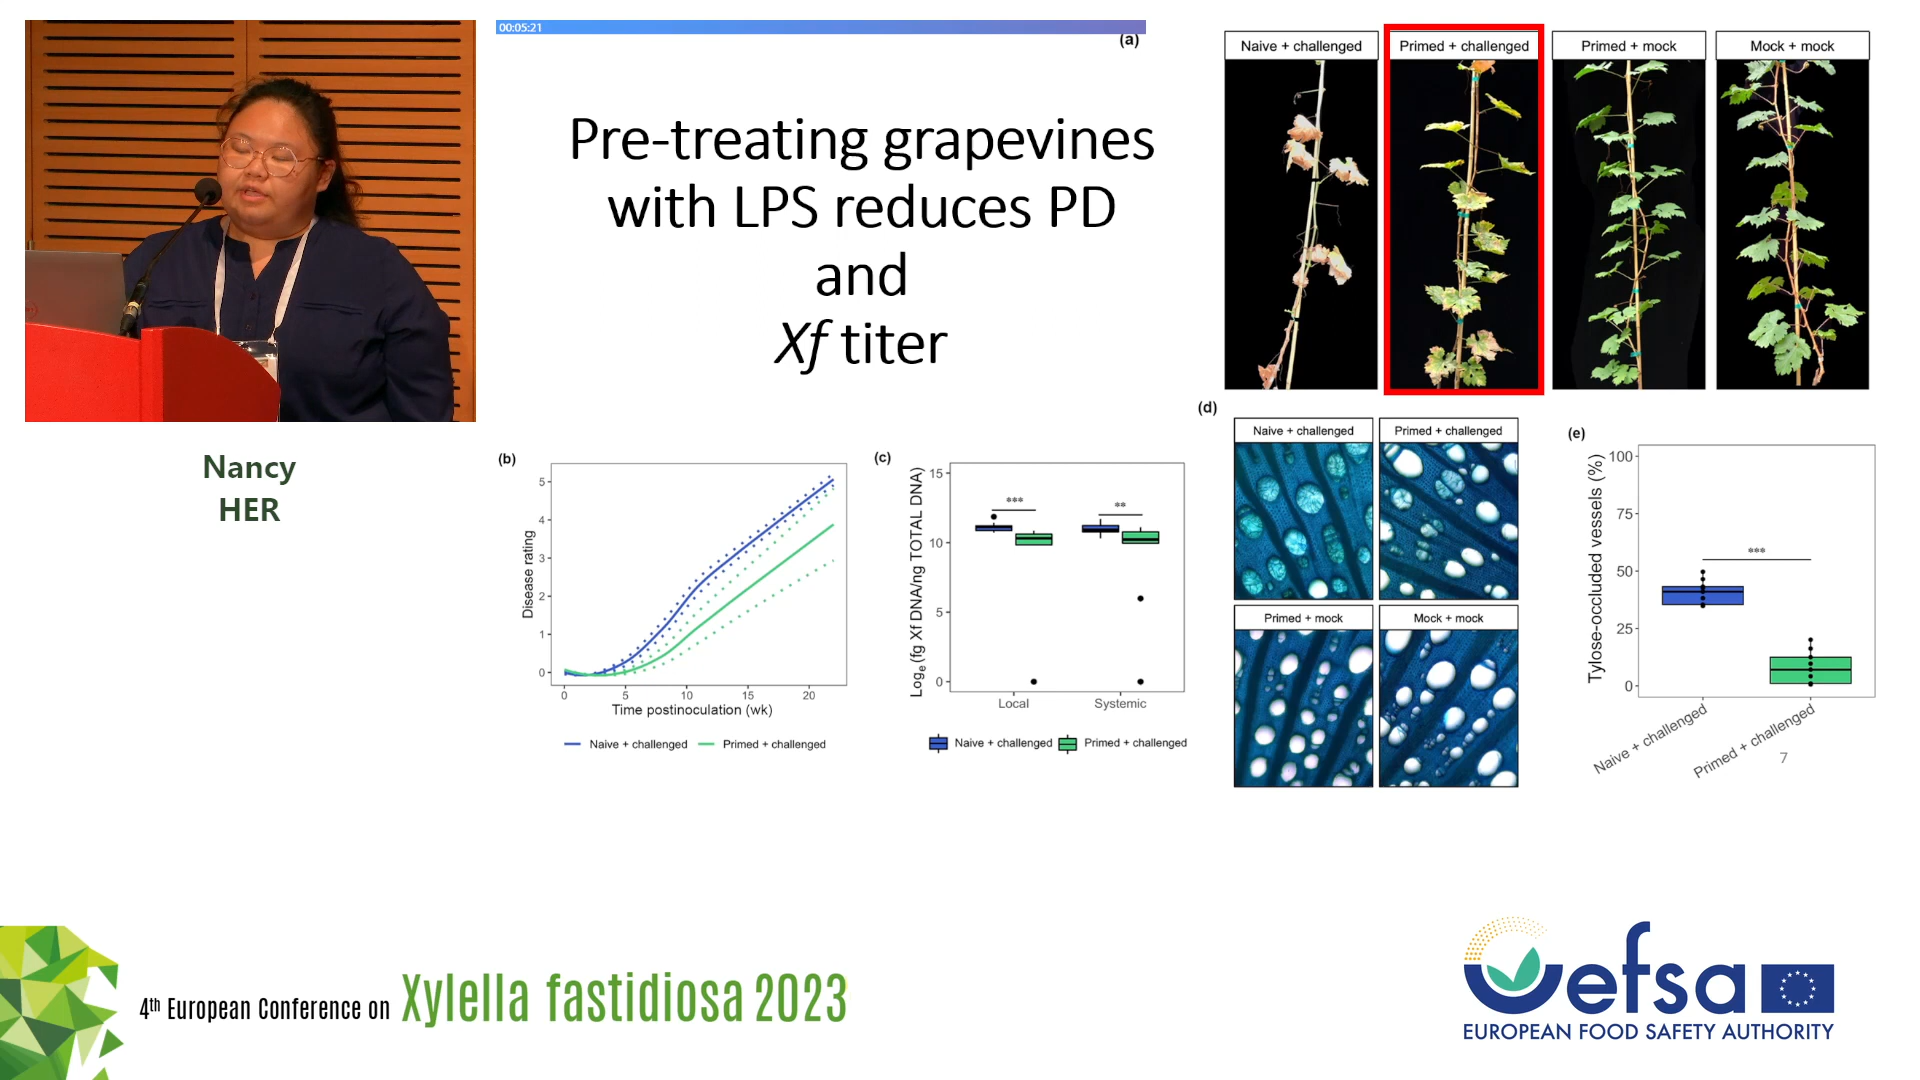 00:05:21
Pre-treating grapevines
with LPS reduces PD
and
Xf titer
(a)
Naive + challenged
Primed + challenged
Primed + mock
Mock + mock
Nancy
HER
(b)
Disease rating
5
4
3
2
1
0
0 5 10 15 20
Time postinoculation (wk)
Naive + challenged Primed + challenged
(c)
Loge (fg Xf DNA/ng TOTAL DNA)
15
10
5
0
***
**
Local Systemic
Naive + challenged Primed + challenged
(d)
Naive + challenged
Primed + challenged
Primed + mock
Mock + mock
(e)
Tylose-occluded vessels (%)
100
75
50
25
0
***
Naive + challenged
Primed + challenged
7
4th European Conference on Xylella fastidiosa 2023
efsa
EUROPEAN FOOD SAFETY AUTHORITY